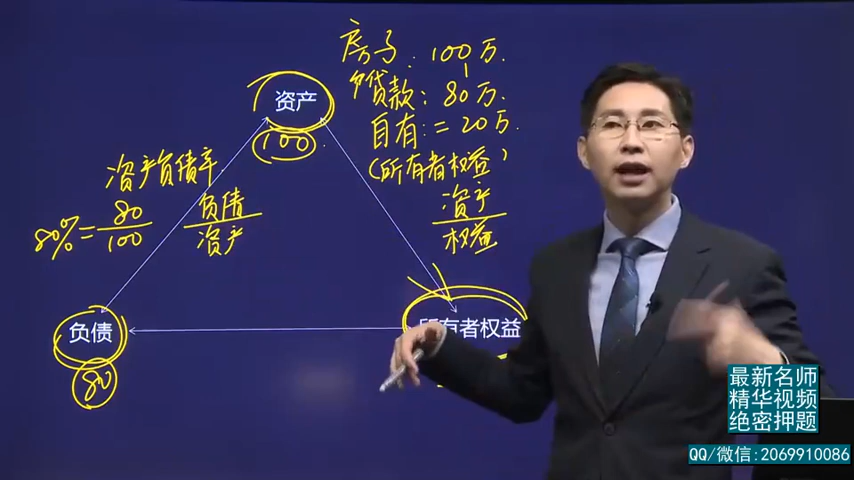 房子：100万.
贷款：80万.
自有：=20万.
(所有者权益)
资产
100
资产负债率
80%=80/100
负债/资产
资产/权益
负债
80
所有者权益
最新名师
精华视频
绝密押题
QQ/微信:2069910086